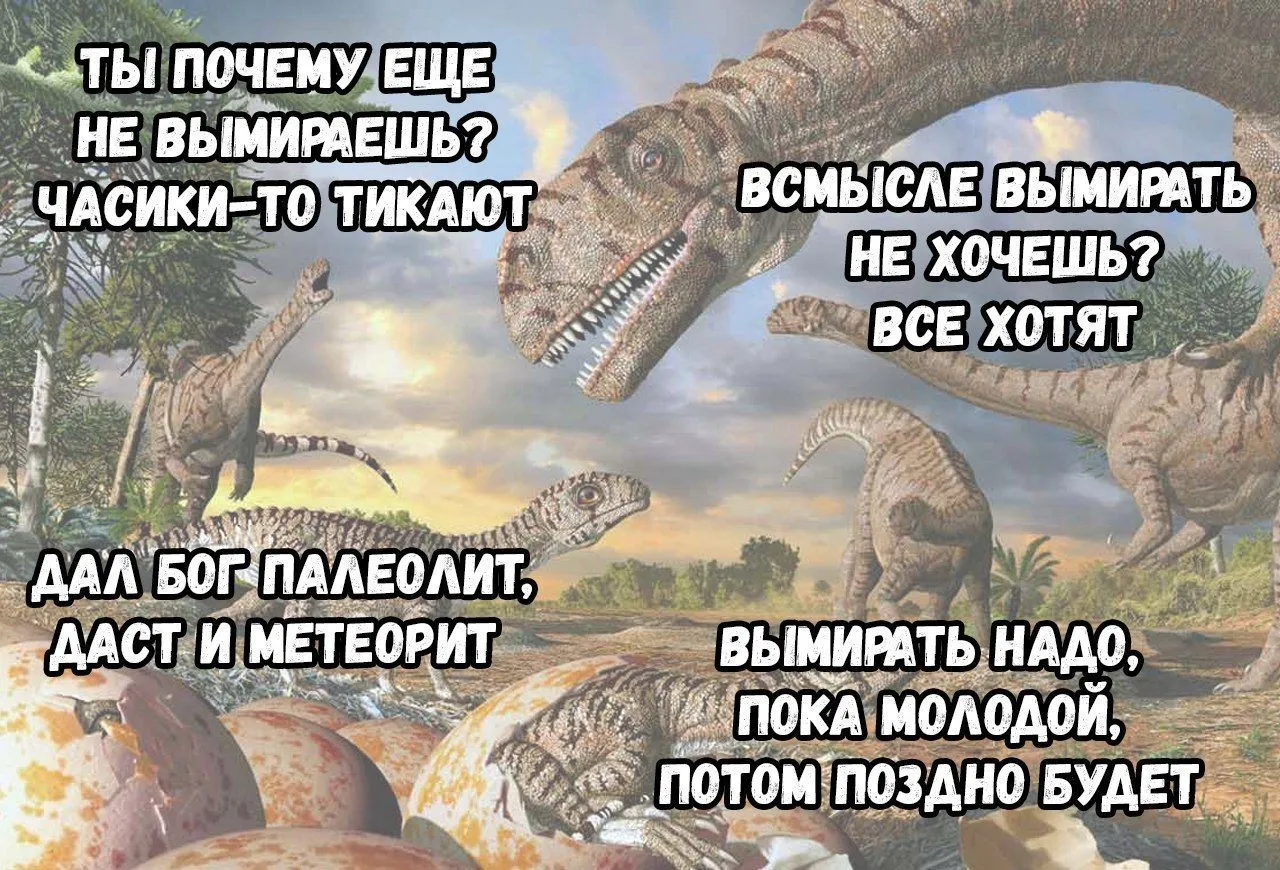 ТЫ ПОЧЕМУ ЕЩЕ
НЕ ВЫМИРАЕШЬ?
ЧАСИКИ-ТО ТИКАЮТ
ВСМЫСЛЕ ВЫМИРАТЬ
НЕ ХОЧЕШЬ?
ВСЕ ХОТЯТ
ДАЛ БОГ ПАЛЕОЛИТ,
ДАСТ И МЕТЕОРИТ
ВЫМИРАТЬ НАДО,
ПОКА МОЛОДОЙ,
ПОТОМ ПОЗДНО БУДЕТ